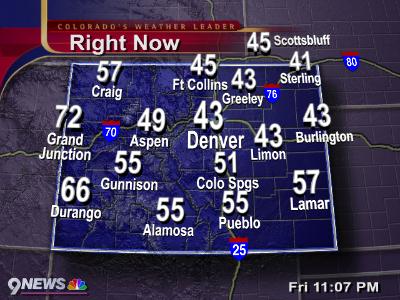 COLORADO'S WEATHER LEADER
Right Now
45 Scottsbluff
57 Craig
45 Ft Collins
43 Greeley
41 Sterling
80
76
72 Grand Junction
70
49 Aspen
43 Denver
43 Limon
43 Burlington
55 Gunnison
51 Colo Spgs
66 Durango
55 Alamosa
55 Pueblo
57 Lamar
25
9NEWS
Fri 11:07 PM